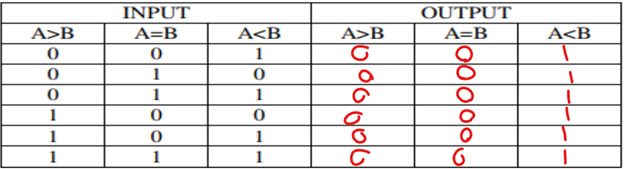 INPUT OUTPUT
A>B A=B A<B A>B A=B A<B
0 0 1 0 0 1
0 1 0 0 0 1
0 1 1 0 0 1
1 0 0 0 0 1
1 0 1 0 0 1
1 1 1 0 0 1